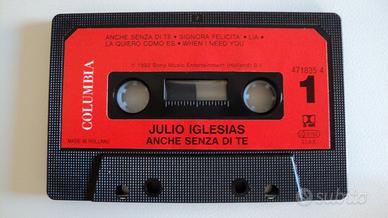 ANCHE SENZA DI TE • SIGNORA FELICITA' • LIA •
LA QUIERO COMO ES • WHEN I NEED YOU
℗ 1992 Sony Music Entertainment (Holland) B.V.
471835 4
1
COLUMBIA
JULIO IGLESIAS
ANCHE SENZA DI TE
MADE IN HOLLAND
subito